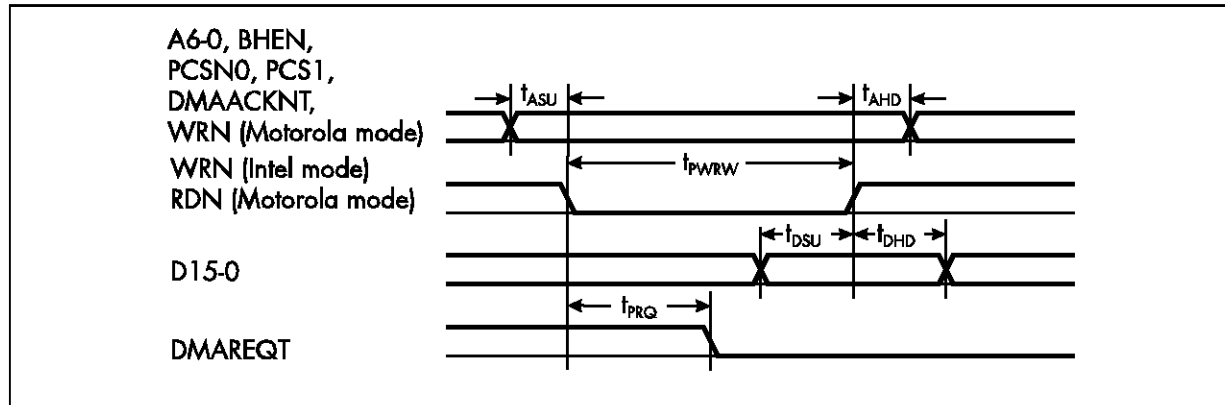 A6-0, BHEN,
PCSN0, PCS1,
DMAACKNT,
WRN (Motorola mode)
tASU
tAHD
WRN (Intel mode)
RDN (Motorola mode)
tPWRW
D15-0
tDSU
tDHD
DMAREQT
tPRQ